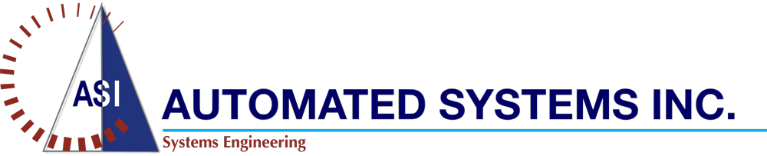 ASI
AUTOMATED SYSTEMS INC.
Systems Engineering